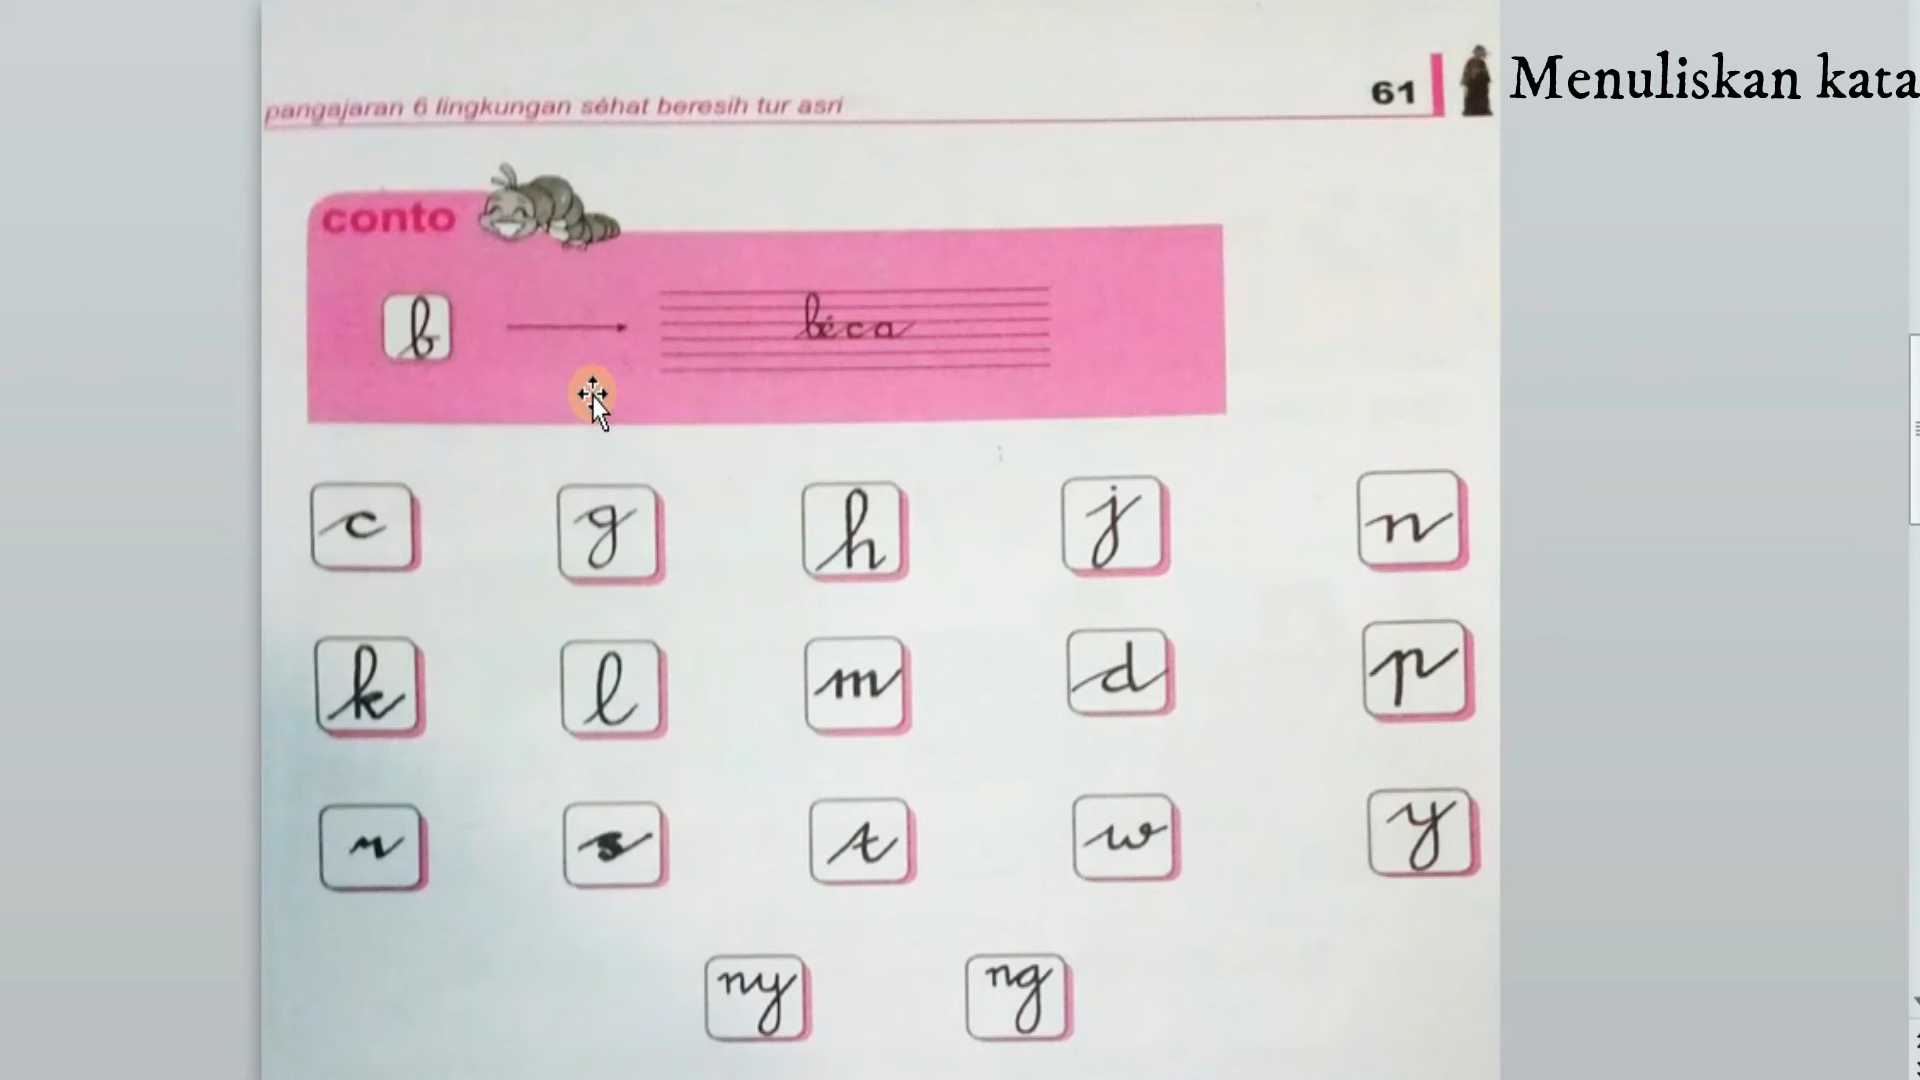 pangajaran 6 lingkungan séhat beresih tur asri
61
Menuliskan kata
conto
b
béca
c g h j n
k l m d p
r s t w y
ny ng